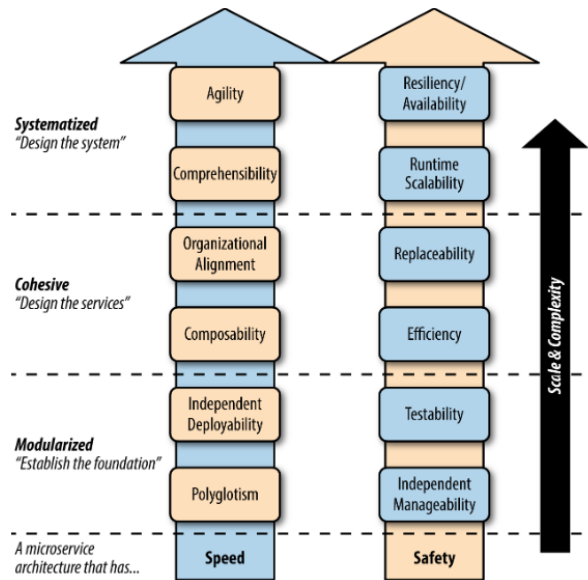 Agility
Resiliency/
Availability
Systematized
"Design the system"
Comprehensibility
Runtime
Scalability
Organizational
Alignment
Replaceability
Cohesive
"Design the services"
Composability
Efficiency
Independent
Deployability
Testability
Modularized
"Establish the foundation"
Polyglotism
Independent
Manageability
A microservice
architecture that has...
Speed
Safety
Scale & Complexity